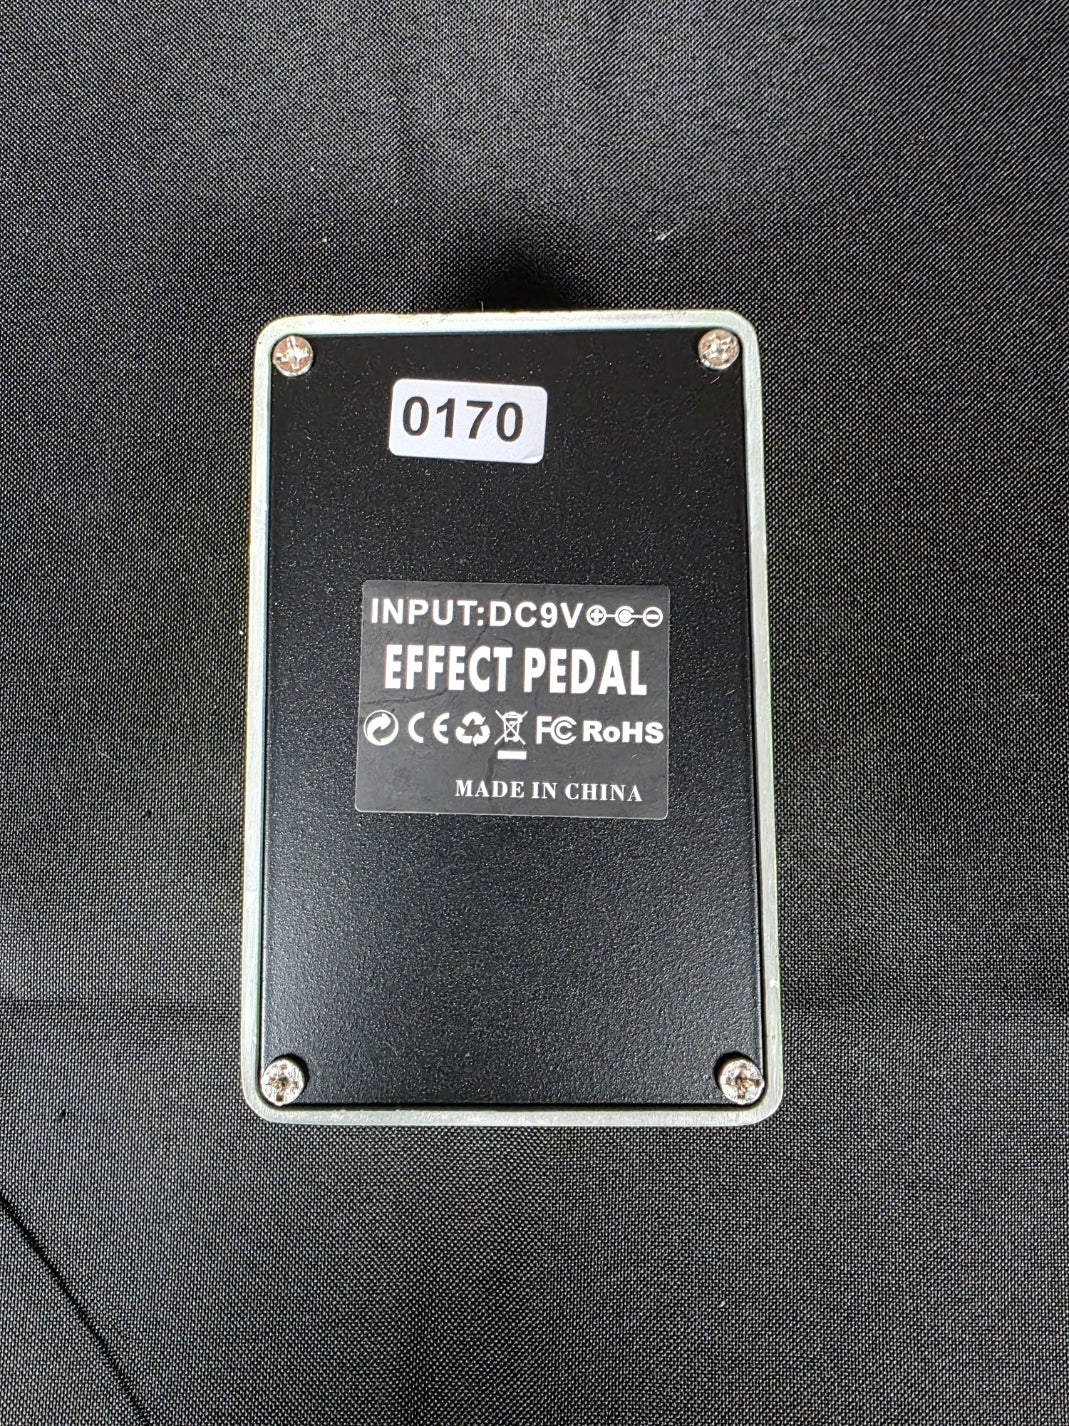 0170
INPUT:DC9V
EFFECT PEDAL
CE FC RoHS
MADE IN CHINA